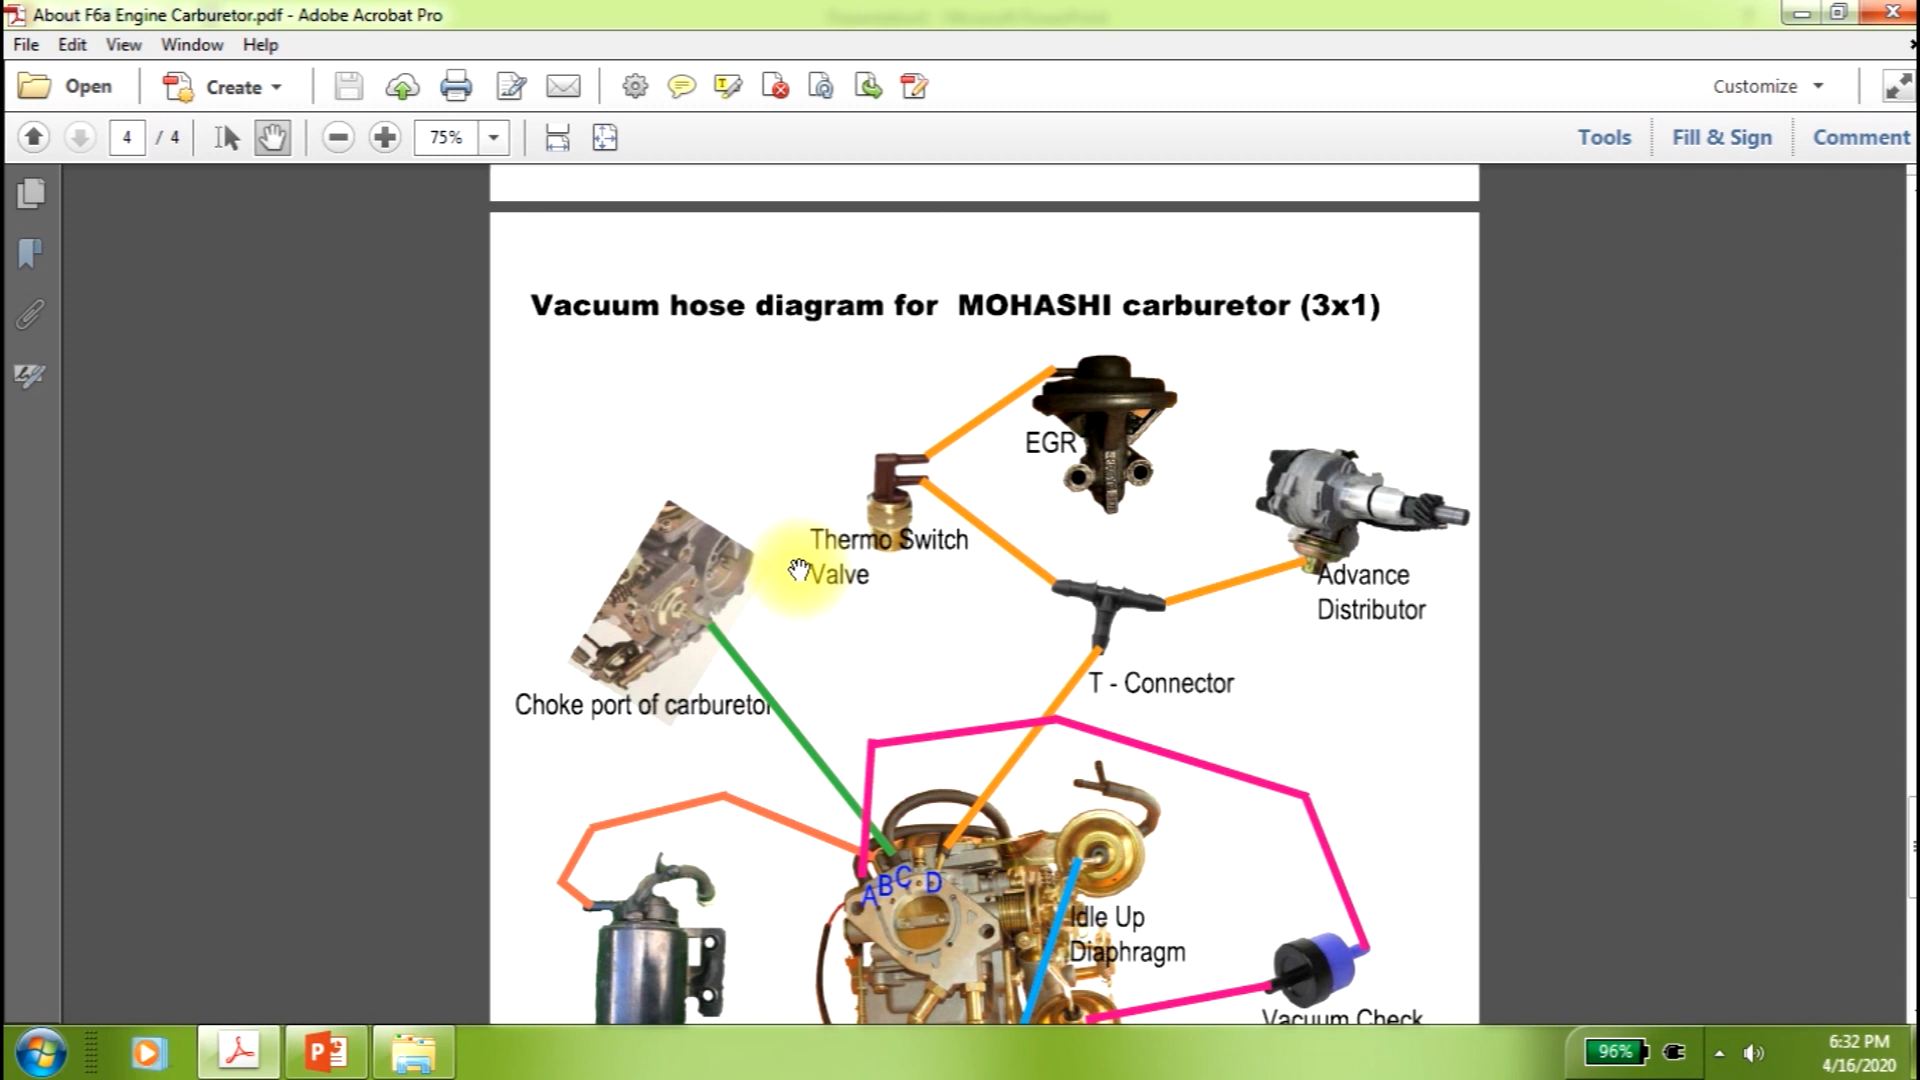 About F6a Engine Carburetor.pdf - Adobe Acrobat Pro
File Edit View Window Help
Open Create Customize
4 / 4 75% Tools Fill & Sign Comment
Vacuum hose diagram for MOHASHI carburetor (3x1)
EGR
Thermo Switch
Valve
Advance
Distributor
T - Connector
Choke port of carburetor
A B C D
Idle Up
Diaphragm
Vacuum Check
96%
6:32 PM
4/16/2020